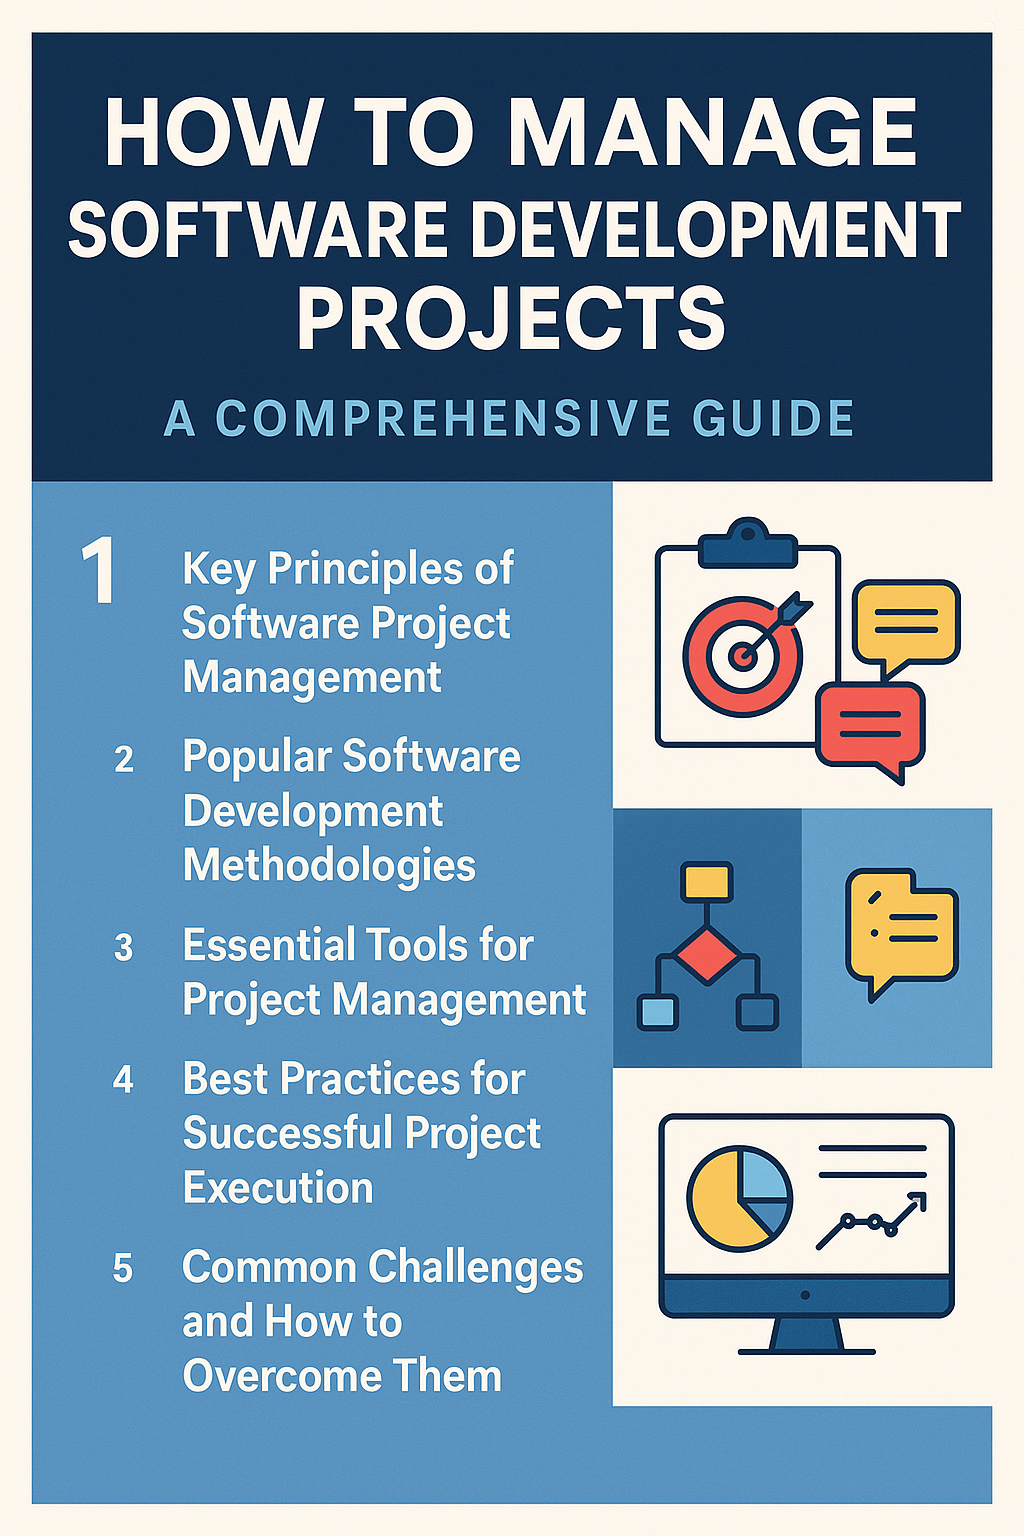 HOW TO MANAGE
SOFTWARE DEVELOPMENT
PROJECTS
A COMPREHENSIVE GUIDE
1 Key Principles of
Software Project
Management
2 Popular Software
Development
Methodologies
3 Essential Tools for
Project Management
4 Best Practices for
Successful Project
Execution
5 Common Challenges
and How to
Overcome Them